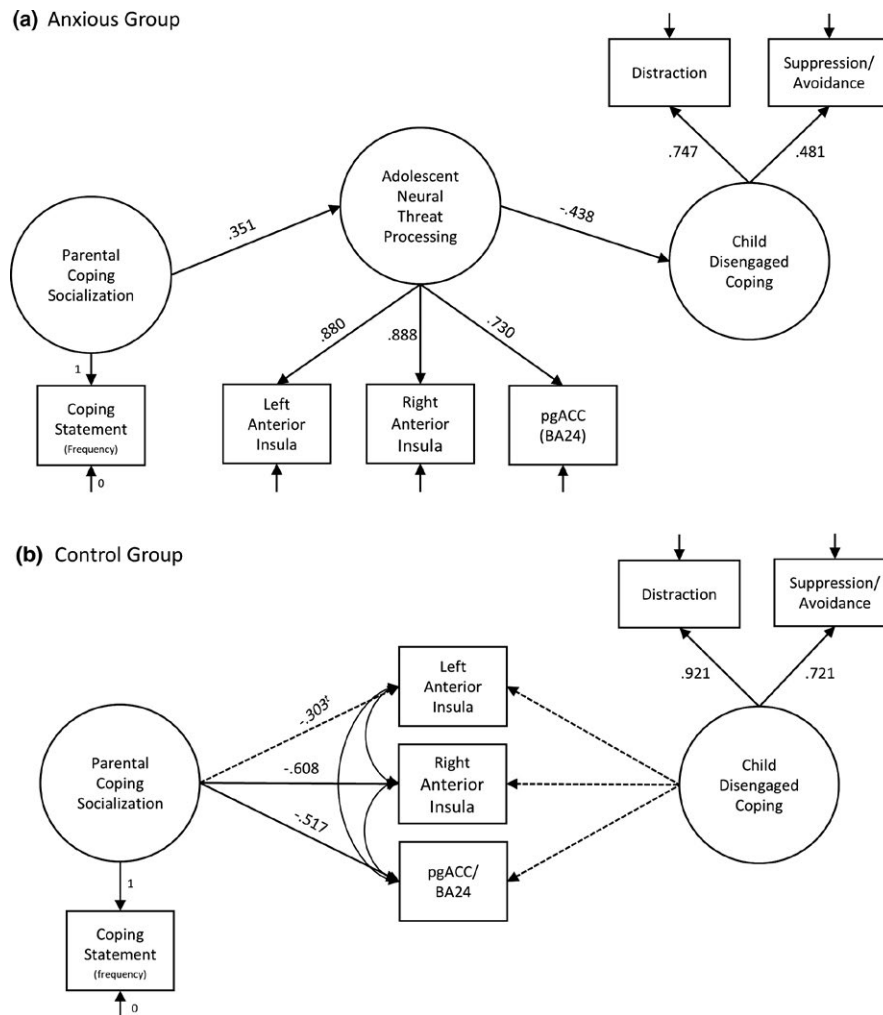 (a) Anxious Group
Distraction
Suppression/
Avoidance
.747
.481
Adolescent
Neural
Threat
Processing
.351
-.438
Parental
Coping
Socialization
Child
Disengaged
Coping
.880
.888
.730
1
Coping
Statement
(Frequency)
0
Left
Anterior
Insula
Right
Anterior
Insula
pgACC
(BA24)
(b) Control Group
Distraction
Suppression/
Avoidance
.921
.721
Left
Anterior
Insula
-.303ᵗ
Parental
Coping
Socialization
-.608
Right
Anterior
Insula
Child
Disengaged
Coping
-.517
pgACC/
BA24
1
Coping
Statement
(frequency)
0